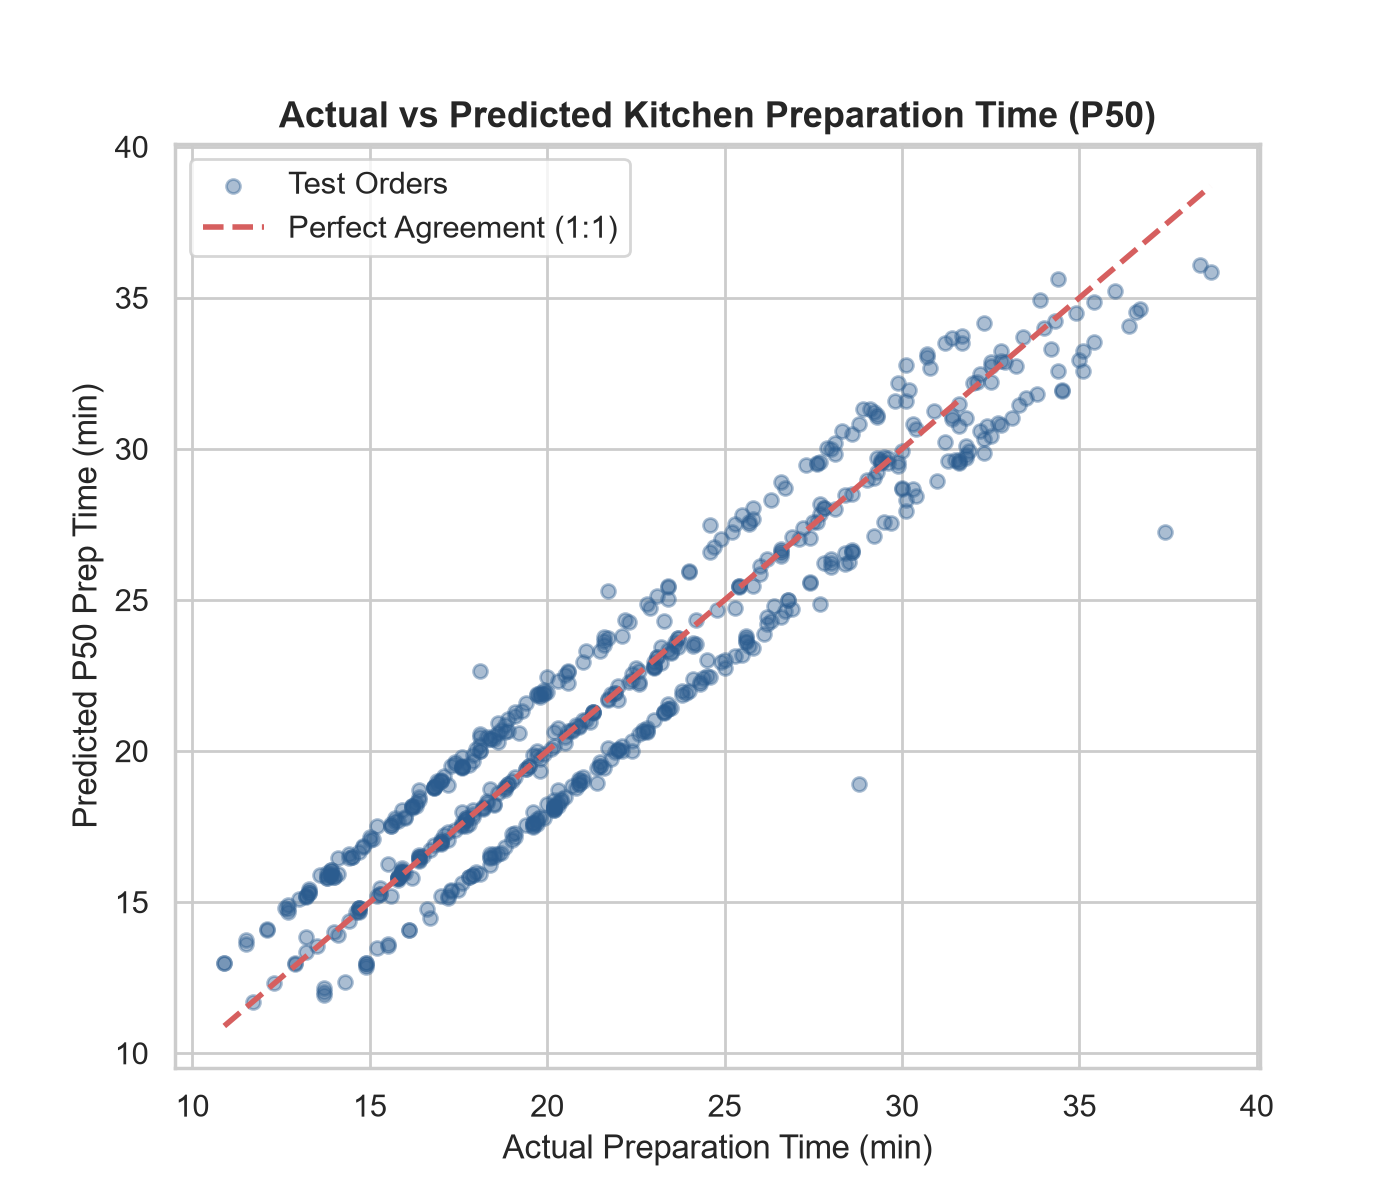 Actual vs Predicted Kitchen Preparation Time (P50)
Test Orders
Perfect Agreement (1:1)
Predicted P50 Prep Time (min)
40
35
30
25
20
15
10
10 15 20 25 30 35 40
Actual Preparation Time (min)